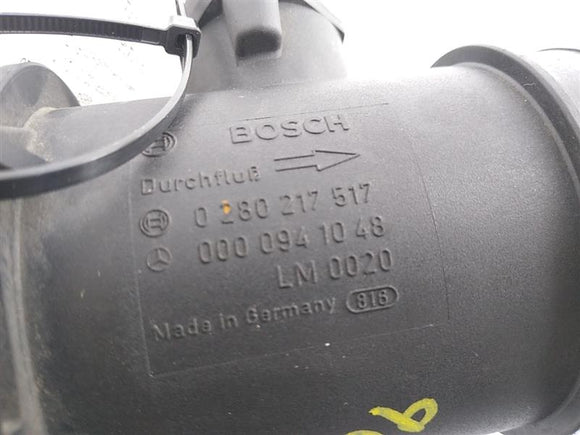 BOSCH
Durchfluß
0 280 217 517
000 094 10 48
LM 0020
Made in Germany 816